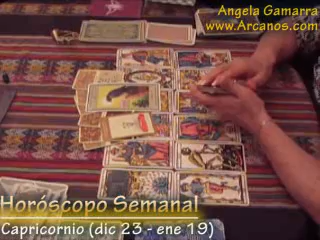 Angela Gamarra
www.Arcanos.com
Horóscopo Semanal
Capricornio (dic 23 - ene 19)